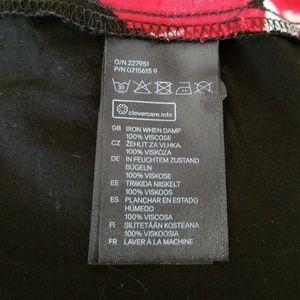 O/N 227951
P/N 0215615 9
30
clevercare.info
GB IRON WHEN DAMP
100% VISCOSE
CZ ŽEHLIT ZA VLHKA.
100% VISKÓZA
DE IN FEUCHTEM ZUSTAND
BÜGELN
100% VISKOSE
EE TRIIKIDA NIISKELT
100% VISKOOS
ES PLANCHAR EN ESTADO
HÚMEDO
100% VISCOSA
FI SILITETÄÄN KOSTEANA
100% VISKOOSIA
FR LAVER À LA MACHINE